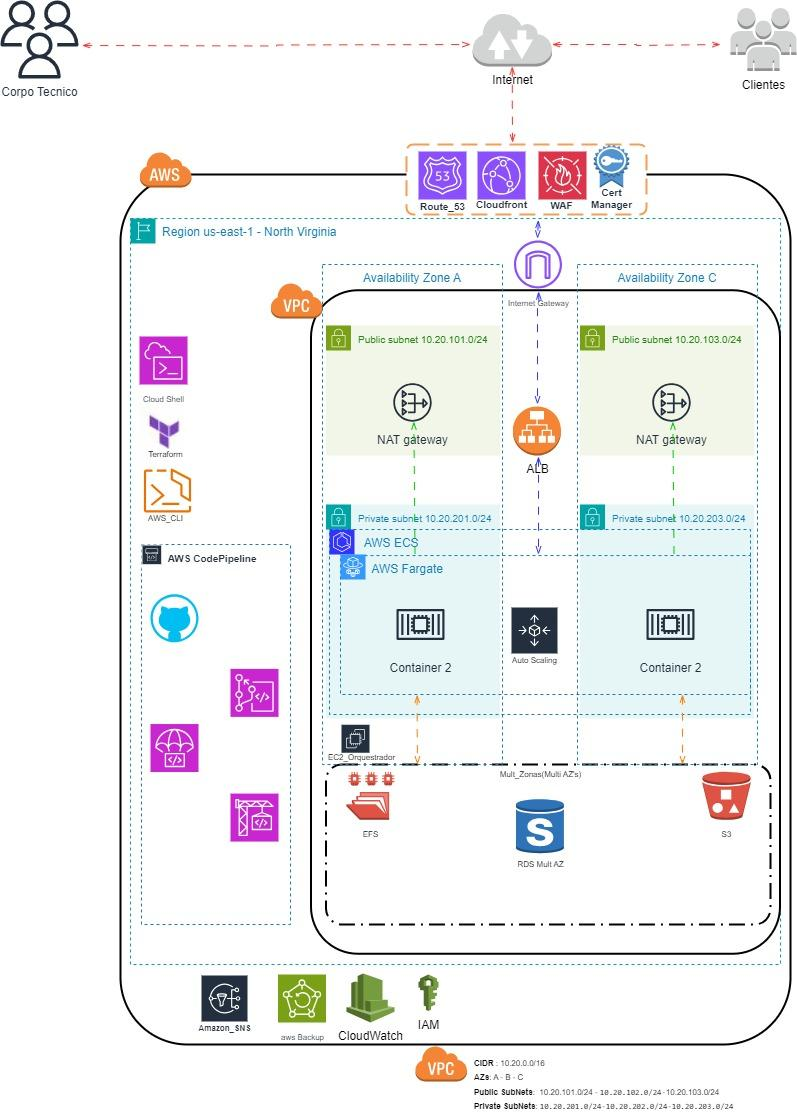 Corpo Tecnico
Internet
Clientes
AWS
53
Route_53
Cloudfront
WAF
Cert
Manager
Region us-east-1 - North Virginia
Availability Zone A
Availability Zone C
VPC
Internet Gateway
Public subnet 10.20.101.0/24
Public subnet 10.20.103.0/24
Cloud Shell
NAT gateway
NAT gateway
Terraform
ALB
AWS_CLI
Private subnet 10.20.201.0/24
Private subnet 10.20.203.0/24
AWS ECS
AWS CodePipeline
AWS Fargate
Container 2
Auto Scaling
Container 2
EC2_Orquestrador
Mult_Zonas(Multi AZ's)
EFS
S
RDS Mult AZ
S3
Amazon_SNS
aws Backup
CloudWatch
IAM
VPC
CIDR : 10.20.0.0/16
AZs: A - B - C
Public SubNets: 10.20.101.0/24 - 10.20.102.0/24 -10.20.103.0/24
Private SubNets: 10.20.201.0/24-10.20.202.0/24-10.20.203.0/24